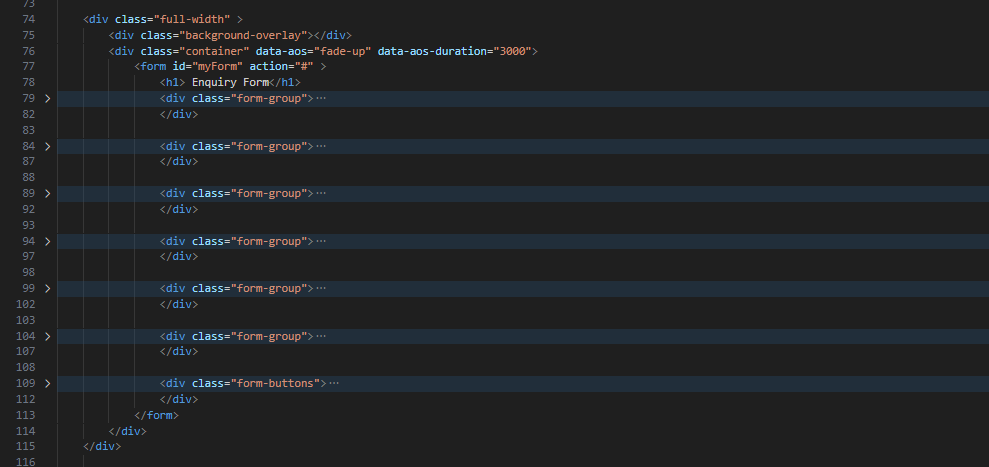 73
74 <div class="full-width" >
75 <div class="background-overlay"></div>
76 <div class="container" data-aos="fade-up" data-aos-duration="3000">
77 <form id="myForm" action="#" >
78 <h1> Enquiry Form</h1>
79 > <div class="form-group">···
82 </div>
83
84 > <div class="form-group">···
87 </div>
88
89 > <div class="form-group">···
92 </div>
93
94 > <div class="form-group">···
97 </div>
98
99 > <div class="form-group">···
102 </div>
103
104 > <div class="form-group">···
107 </div>
108
109 > <div class="form-buttons">···
112 </div>
113 </form>
114 </div>
115 </div>
116